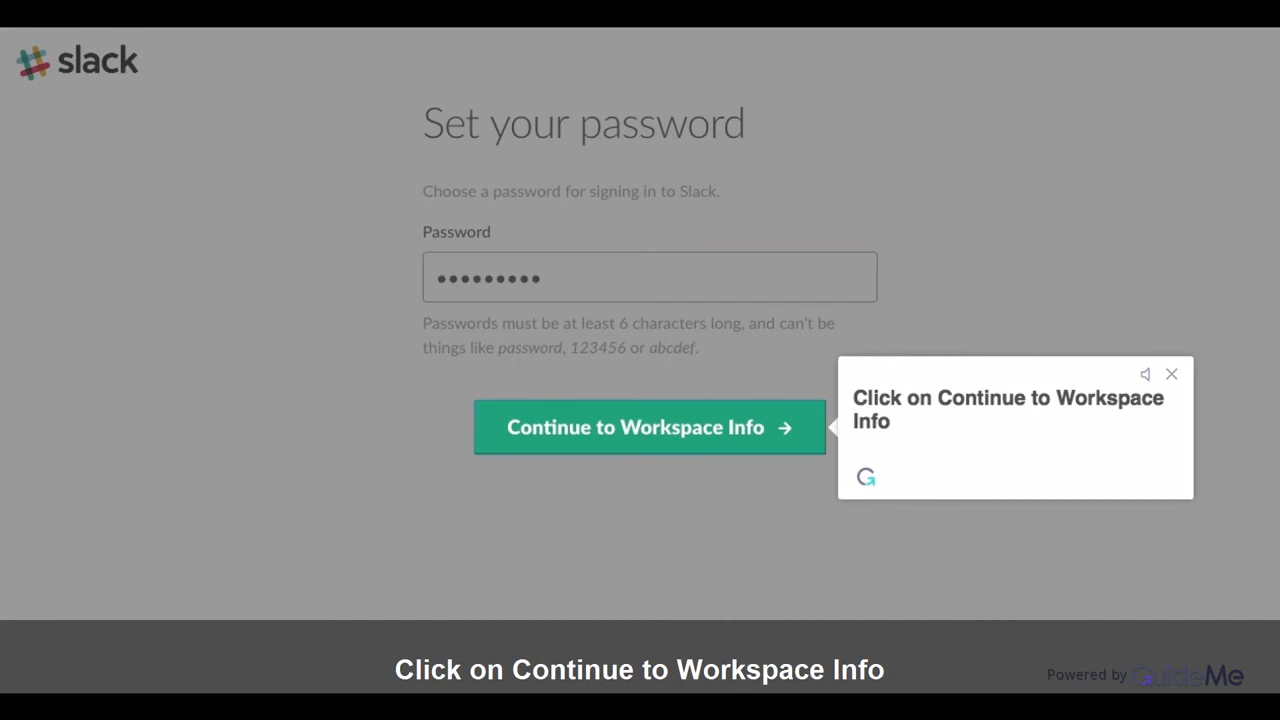 slack
Set your password
Choose a password for signing in to Slack.
Password
Passwords must be at least 6 characters long, and can't be
things like password, 123456 or abcdef.
Continue to Workspace Info →
Click on Continue to Workspace
Info
Click on Continue to Workspace Info
Powered by GuideMe